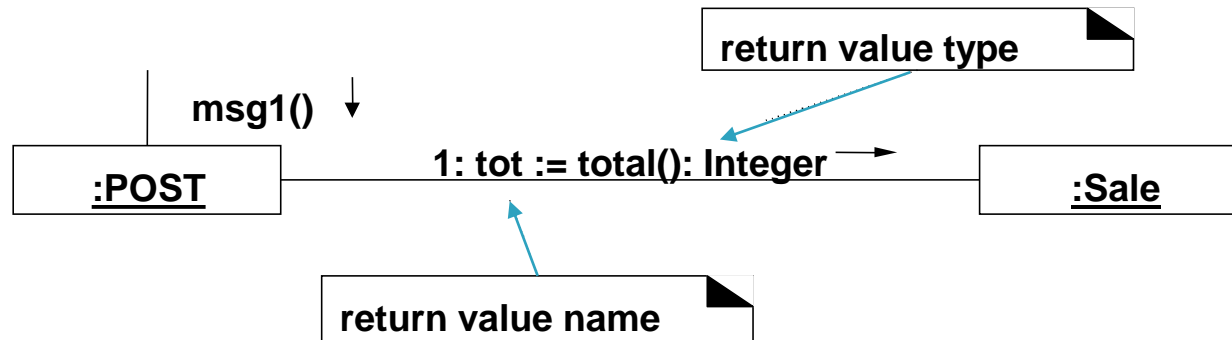 return value type
msg1()
1: tot := total(): Integer
:POST
:Sale
return value name